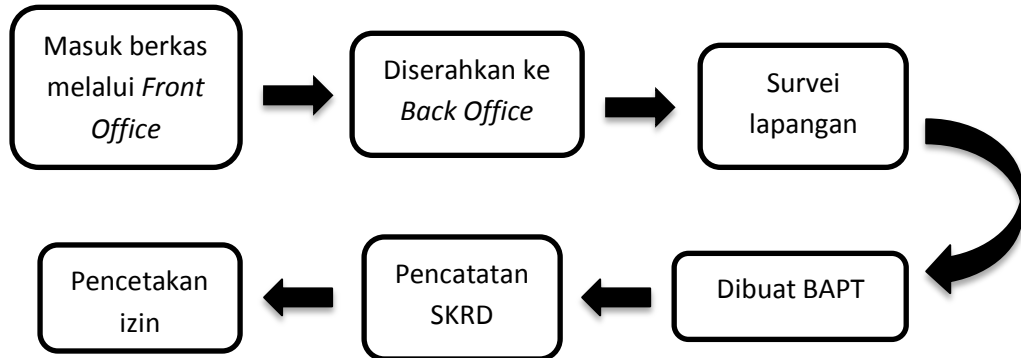 Masuk berkas
melalui Front
Office
Diserahkan ke
Back Office
Survei
lapangan
Dibuat BAPT
Pencatatan
SKRD
Pencetakan
izin